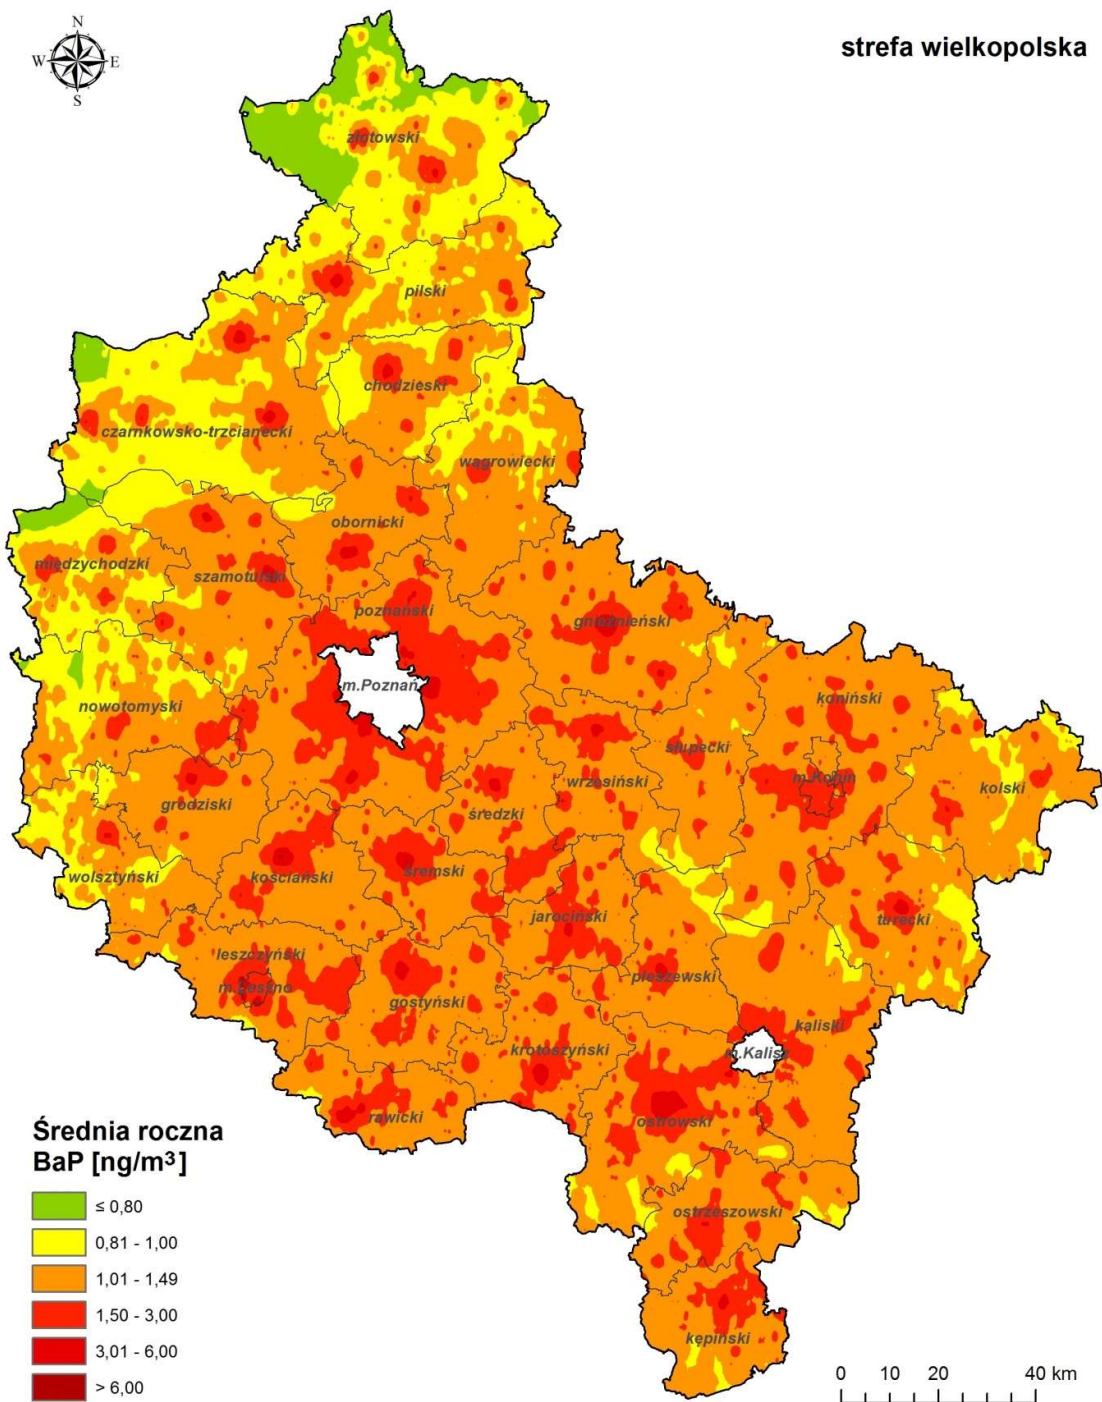 N
W E
S
strefa wielkopolska
złotowski
pilski
chodzieski
czarnkowsko-trzcianecki
wągrowiecki
obornicki
międzychodzki
szamotulski
poznański
gnieźnieński
m.Poznań
nowotomyski
koniński
słupecki
m.Konin
wrzesiński
kolski
grodziski
średzki
wolsztyński
kościański
śremski
jarociński
turecki
leszczyński
m.Leszno
pleszewski
gostyński
kaliski
krotoszyński
m.Kalisz
rawicki
ostrowski
ostrzeszowski
kępiński
Średnia roczna
BaP [ng/m³]
≤ 0,80
0,81 - 1,00
1,01 - 1,49
1,50 - 3,00
3,01 - 6,00
> 6,00
0 10 20 40 km